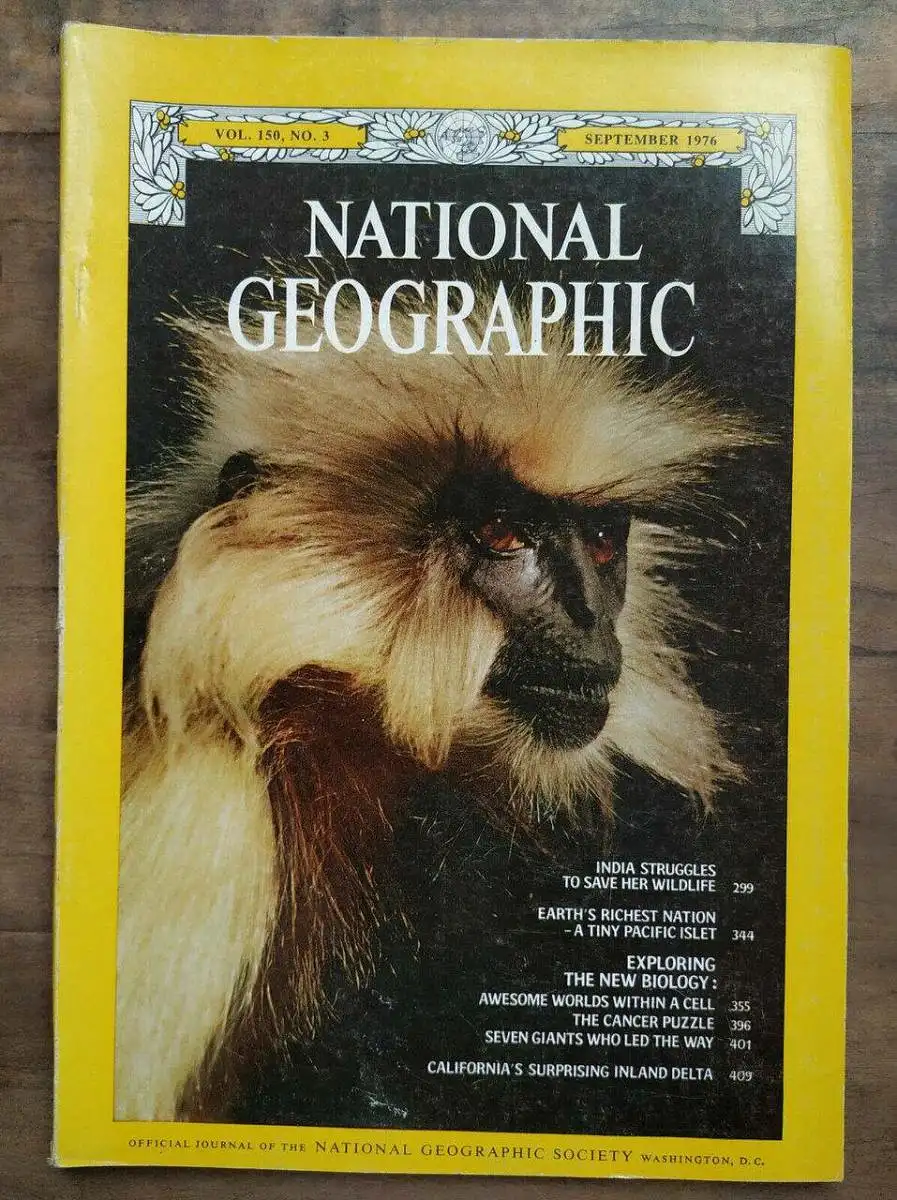 VOL. 150, NO. 3
SEPTEMBER 1976
NATIONAL
GEOGRAPHIC
INDIA STRUGGLES
TO SAVE HER WILDLIFE 299
EARTH'S RICHEST NATION
– A TINY PACIFIC ISLET 344
EXPLORING
THE NEW BIOLOGY:
AWESOME WORLDS WITHIN A CELL 355
THE CANCER PUZZLE 396
SEVEN GIANTS WHO LED THE WAY 401
CALIFORNIA'S SURPRISING INLAND DELTA 409
OFFICIAL JOURNAL OF THE NATIONAL GEOGRAPHIC SOCIETY WASHINGTON, D.C.